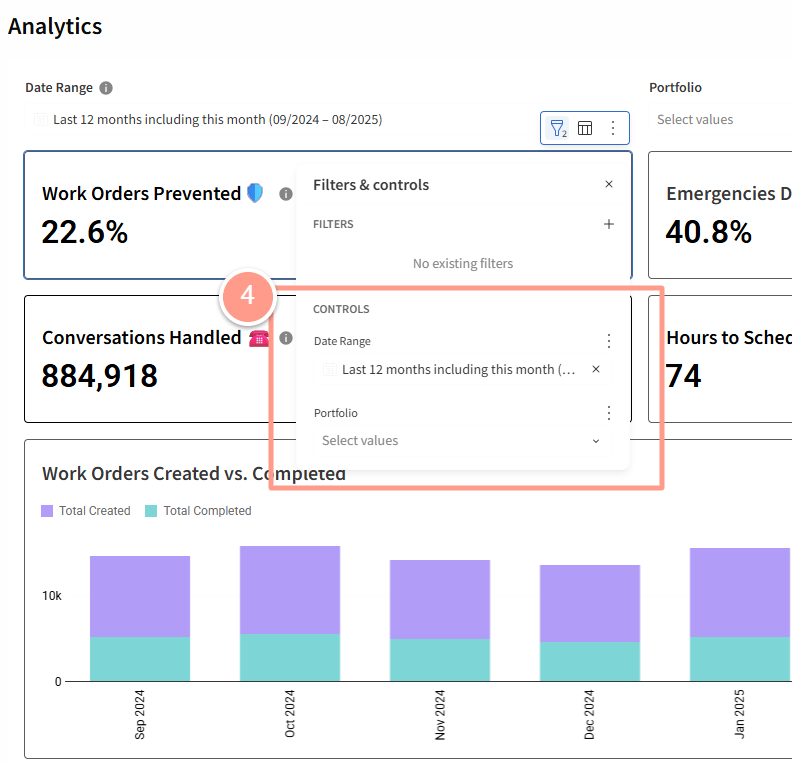 Analytics
Date Range
Portfolio
Last 12 months including this month (09/2024 – 08/2025)
2
Select values
Work Orders Prevented
22.6%
Filters & controls
FILTERS
No existing filters
Emergencies D
40.8%
4
Conversations Handled
884,918
CONTROLS
Date Range
Last 12 months including this month (...
Portfolio
Select values
Hours to Sched
74
Work Orders Created vs. Completed
Total Created
Total Completed
10k
0
Sep 2024
Oct 2024
Nov 2024
Dec 2024
Jan 2025